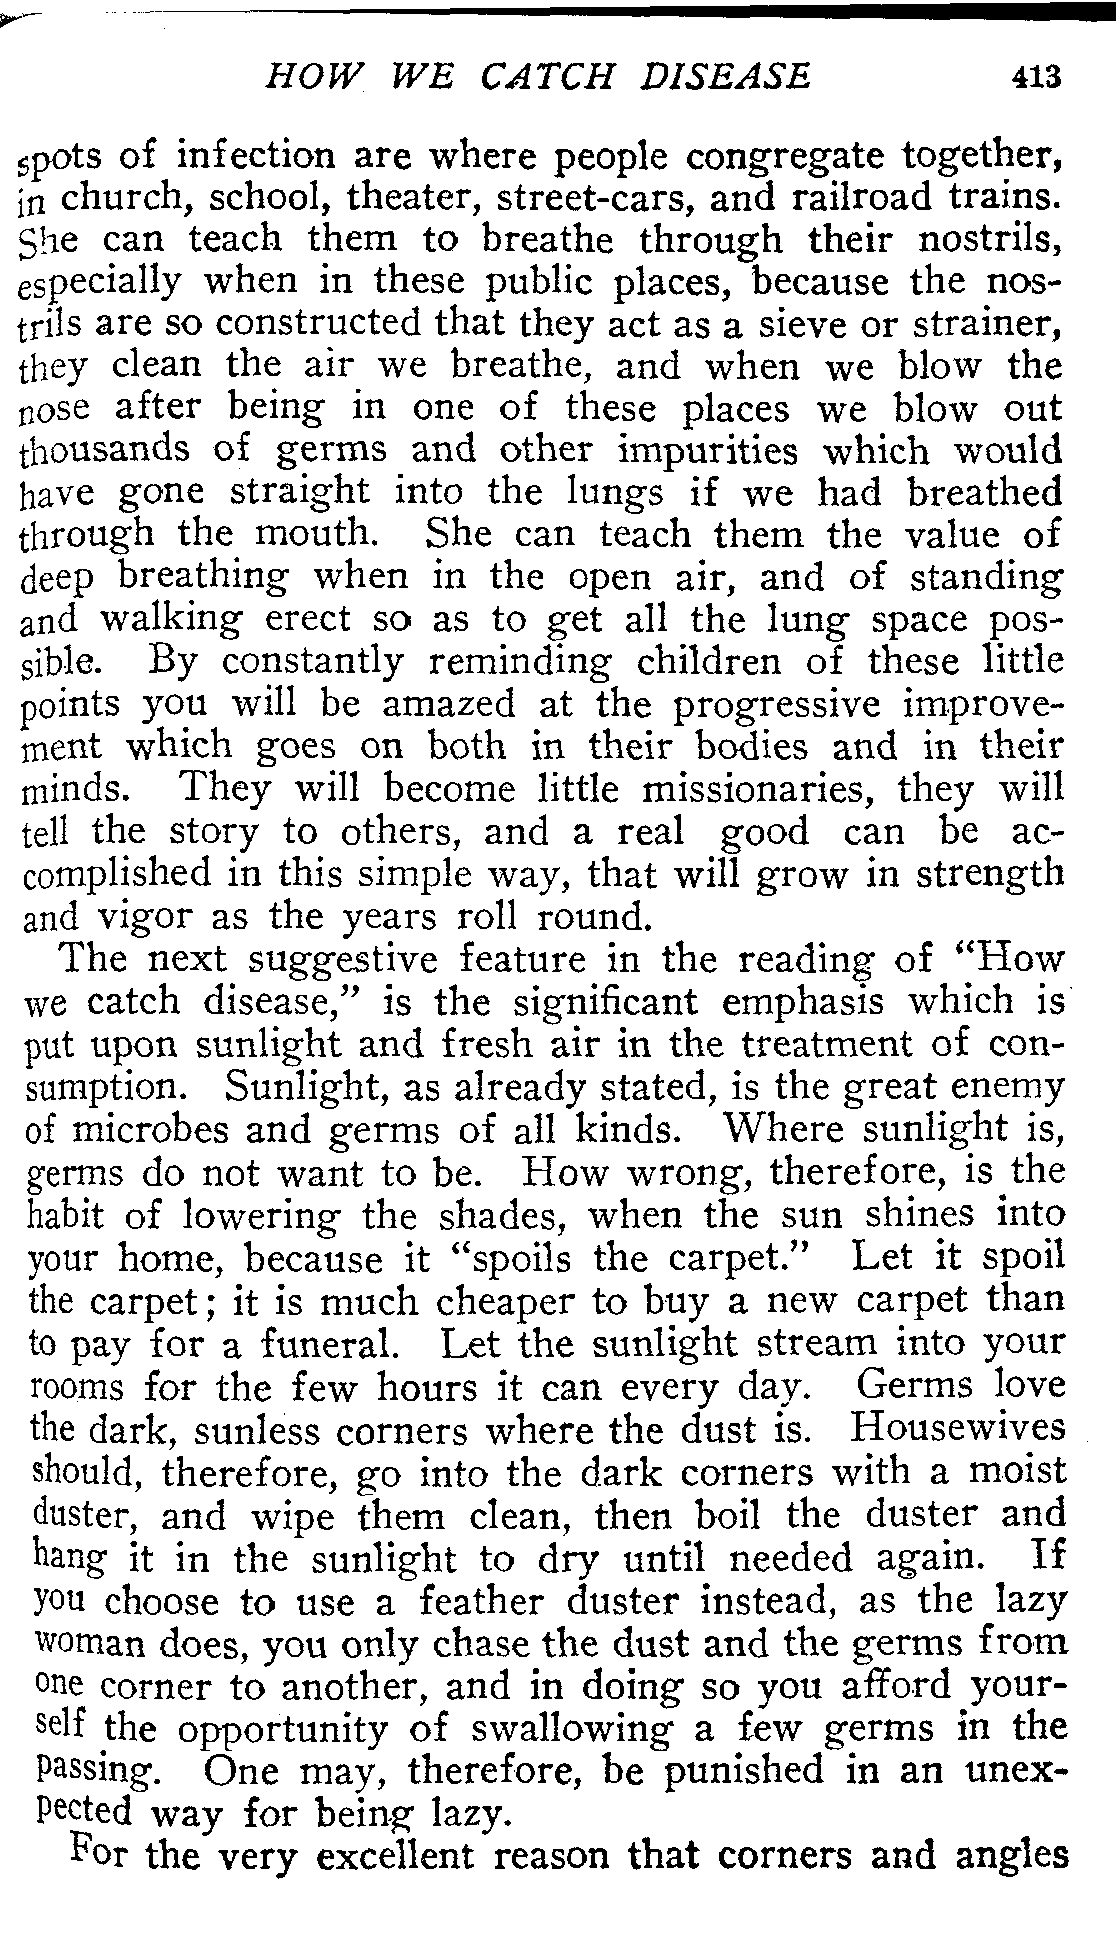 HOW WE CATCH DISEASE 413
spots of infection are where people congregate together,
in church, school, theater, street-cars, and railroad trains.
She can teach them to breathe through their nostrils,
especially when in these public places, because the nos-
trils are so constructed that they act as a sieve or strainer,
they clean the air we breathe, and when we blow the
nose after being in one of these places we blow out
thousands of germs and other impurities which would
have gone straight into the lungs if we had breathed
through the mouth. She can teach them the value of
deep breathing when in the open air, and of standing
and walking erect so as to get all the lung space pos-
sible. By constantly reminding children of these little
points you will be amazed at the progressive improve-
ment which goes on both in their bodies and in their
minds. They will become little missionaries, they will
tell the story to others, and a real good can be ac-
complished in this simple way, that will grow in strength
and vigor as the years roll round.
The next suggestive feature in the reading of “How
we catch disease,” is the significant emphasis which is
put upon sunlight and fresh air in the treatment of con-
sumption. Sunlight, as already stated, is the great enemy
of microbes and germs of all kinds. Where sunlight is,
germs do not want to be. How wrong, therefore, is the
habit of lowering the shades, when the sun shines into
your home, because it “spoils the carpet.” Let it spoil
the carpet; it is much cheaper to buy a new carpet than
to pay for a funeral. Let the sunlight stream into your
rooms for the few hours it can every day. Germs love
the dark, sunless corners where the dust is. Housewives
should, therefore, go into the dark corners with a moist
duster, and wipe them clean, then boil the duster and
hang it in the sunlight to dry until needed again. If
you choose to use a feather duster instead, as the lazy
woman does, you only chase the dust and the germs from
one corner to another, and in doing so you afford your-
self the opportunity of swallowing a few germs in the
passing. One may, therefore, be punished in an unex-
pected way for being lazy.
For the very excellent reason that corners and angles